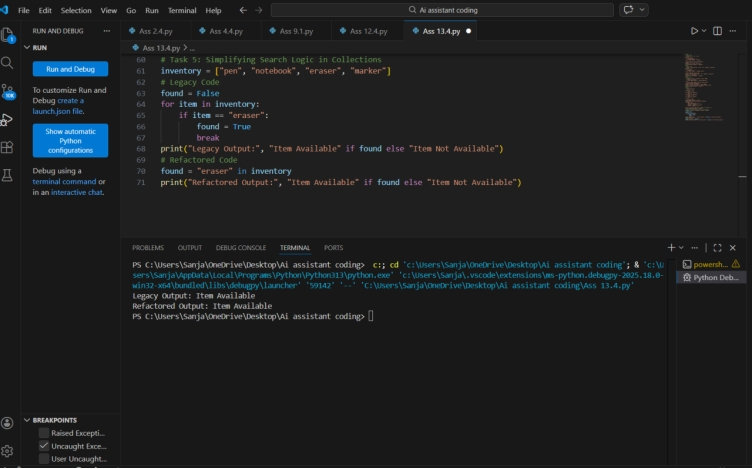 File Edit Selection View Go Run Terminal Help
Ai assistant coding
RUN AND DEBUG ...
RUN
Run and Debug
To customize Run and
Debug create a
launch.json file.
Show automatic
Python
configurations
Debug using a
terminal command or
in an interactive chat.
BREAKPOINTS
Raised Excepti...
Uncaught Exce...
User Uncaught...
Ass 2.4.py Ass 4.4.py Ass 9.1.py Ass 12.4.py Ass 13.4.py
Ass 13.4.py > ...
60 # Task 5: Simplifying Search Logic in Collections
61 inventory = ["pen", "notebook", "eraser", "marker"]
62 # Legacy Code
63 found = False
64 for item in inventory:
65 if item == "eraser":
66 found = True
67 break
68 print("Legacy Output:", "Item Available" if found else "Item Not Available")
69 # Refactored Code
70 found = "eraser" in inventory
71 print("Refactored Output:", "Item Available" if found else "Item Not Available")
PROBLEMS OUTPUT DEBUG CONSOLE TERMINAL PORTS
PS C:\Users\Sanja\OneDrive\Desktop\Ai assistant coding> c:; cd 'c:\Users\Sanja\OneDrive\Desktop\Ai assistant coding'; & 'c:\U
sers\Sanja\AppData\Local\Programs\Python\Python313\python.exe' 'c:\Users\Sanja\.vscode\extensions\ms-python.debugpy-2025.18.0-
win32-x64\bundled\libs\debugpy\launcher' '59142' '--' 'C:\Users\Sanja\OneDrive\Desktop\Ai assistant coding\Ass 13.4.py'
Legacy Output: Item Available
Refactored Output: Item Available
PS C:\Users\Sanja\OneDrive\Desktop\Ai assistant coding>
powersh...
Python Deb...